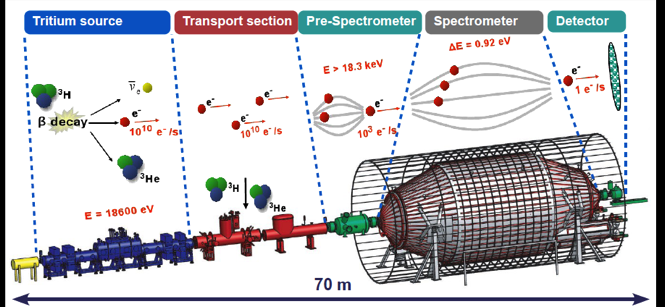 Tritium source
Transport section
Pre-Spectrometer
Spectrometer
Detector
³H
β decay
ν̅e
e⁻
10¹⁰ e⁻/s
³He
E = 18600 eV
e⁻
e⁻
e⁻
10¹⁰ e⁻/s
³H
³He
E > 18.3 keV
e⁻
10³ e⁻/s
ΔE = 0.92 eV
e⁻
1 e⁻/s
70 m